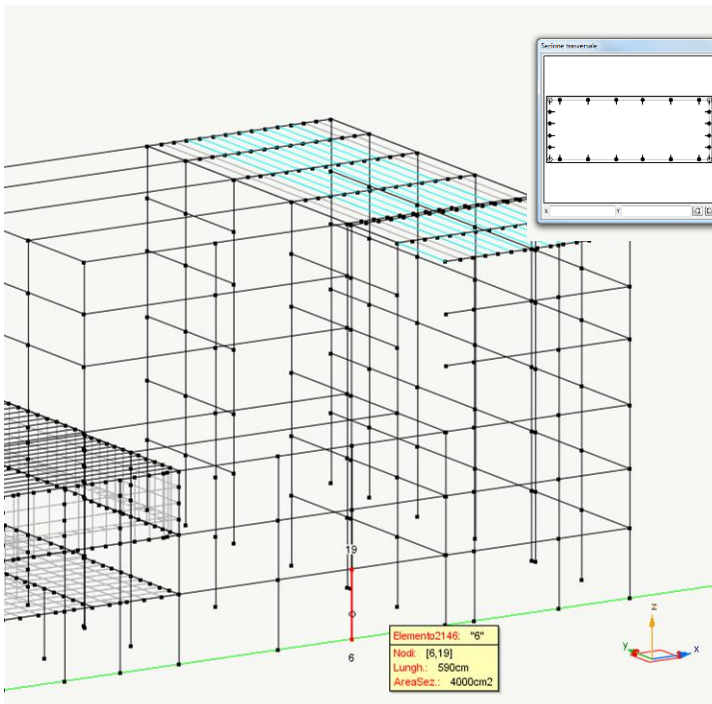 Sezione trasversale
X
Y
19
6
Elemento2146: "6"
Nodi: [6,19]
Lungh.: 590cm
AreaSez.: 4000cm2
z
y
x